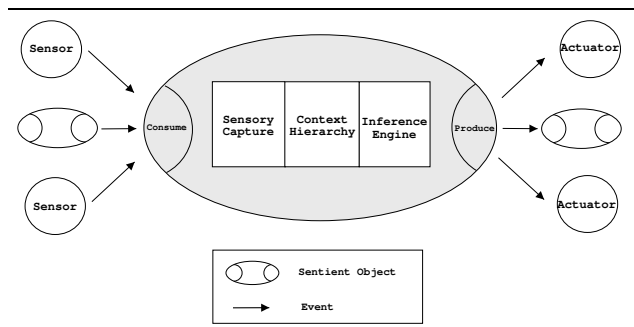 Sensor
Actuator
Consume
Sensory
Capture
Context
Hierarchy
Inference
Engine
Produce
Sensor
Actuator
Sentient Object
Event